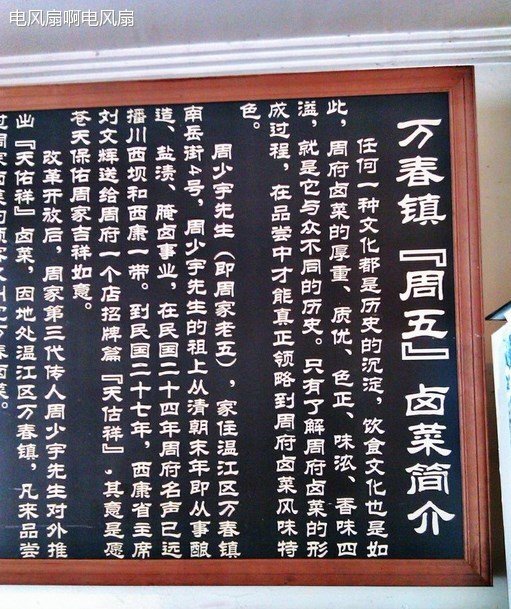 电风扇啊电风扇
万春镇『周五』卤菜简介
任何一种文化都是历史的沉淀，饮食文化也是如
此，周府卤菜的厚重、质优、色正、味浓、香味四
溢，就是它与众不同的历史。只有了解周府卤菜的形
成过程，在品尝中才能真正领略到周府卤菜风味特
色。
周少宇先生（即周家老五），家住温江区万春镇
南岳街4号，周少宇先生的祖上从清朝末年即从事酿
造、盐渍、腌卤事业，在民国二十四年周府名声已远
播川西坝和西康一带。到民国二十七年，西康省主席
刘文辉送给周府一个店招牌篇『天佑祥』，其意是愿
苍天保佑周家吉祥如意。
改革开放后，周家第三代传人周少宇先生对外推
出『天佑祥』卤菜，因地处温江区万春镇，凡来品尝